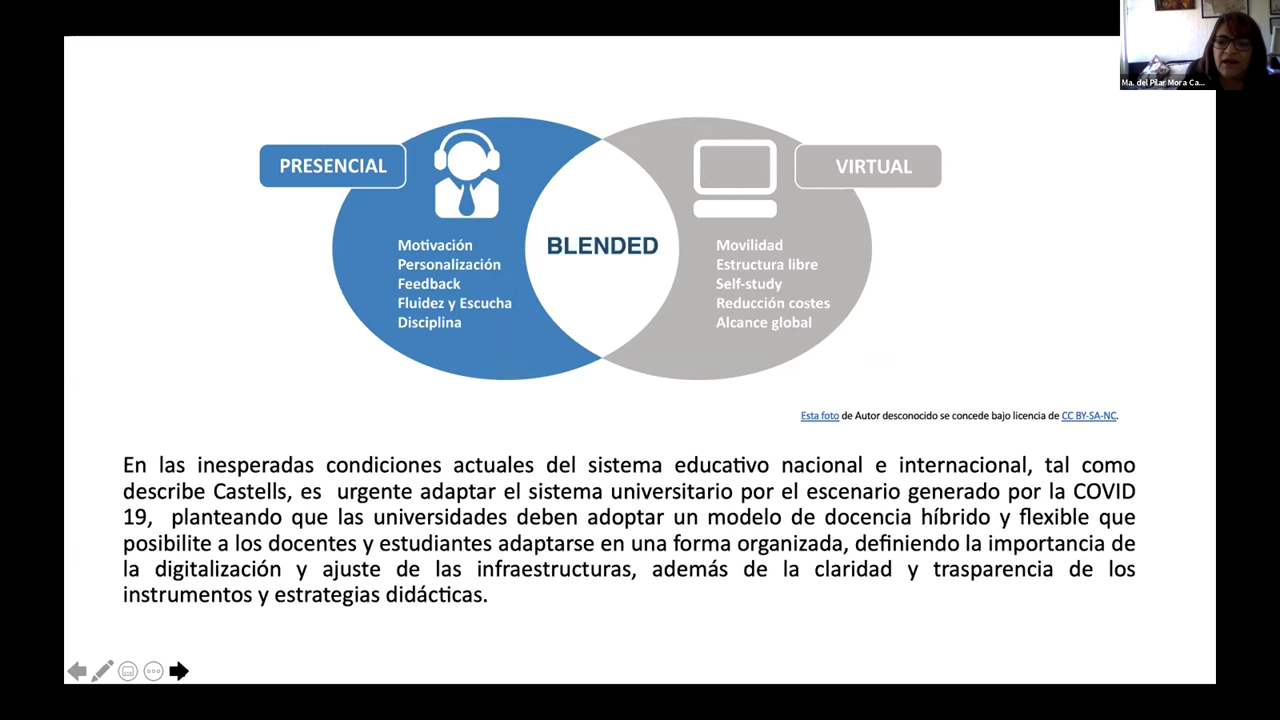 Ma. del Pilar Mora Ca...
PRESENCIAL
VIRTUAL
BLENDED
Motivación
Personalización
Feedback
Fluidez y Escucha
Disciplina
Movilidad
Estructura libre
Self-study
Reducción costes
Alcance global
Esta foto de Autor desconocido se concede bajo licencia de CC BY-SA-NC.
En las inesperadas condiciones actuales del sistema educativo nacional e internacional, tal como
describe Castells, es urgente adaptar el sistema universitario por el escenario generado por la COVID
19, planteando que las universidades deben adoptar un modelo de docencia híbrido y flexible que
posibilite a los docentes y estudiantes adaptarse en una forma organizada, definiendo la importancia de
la digitalización y ajuste de las infraestructuras, además de la claridad y trasparencia de los
instrumentos y estrategias didácticas.